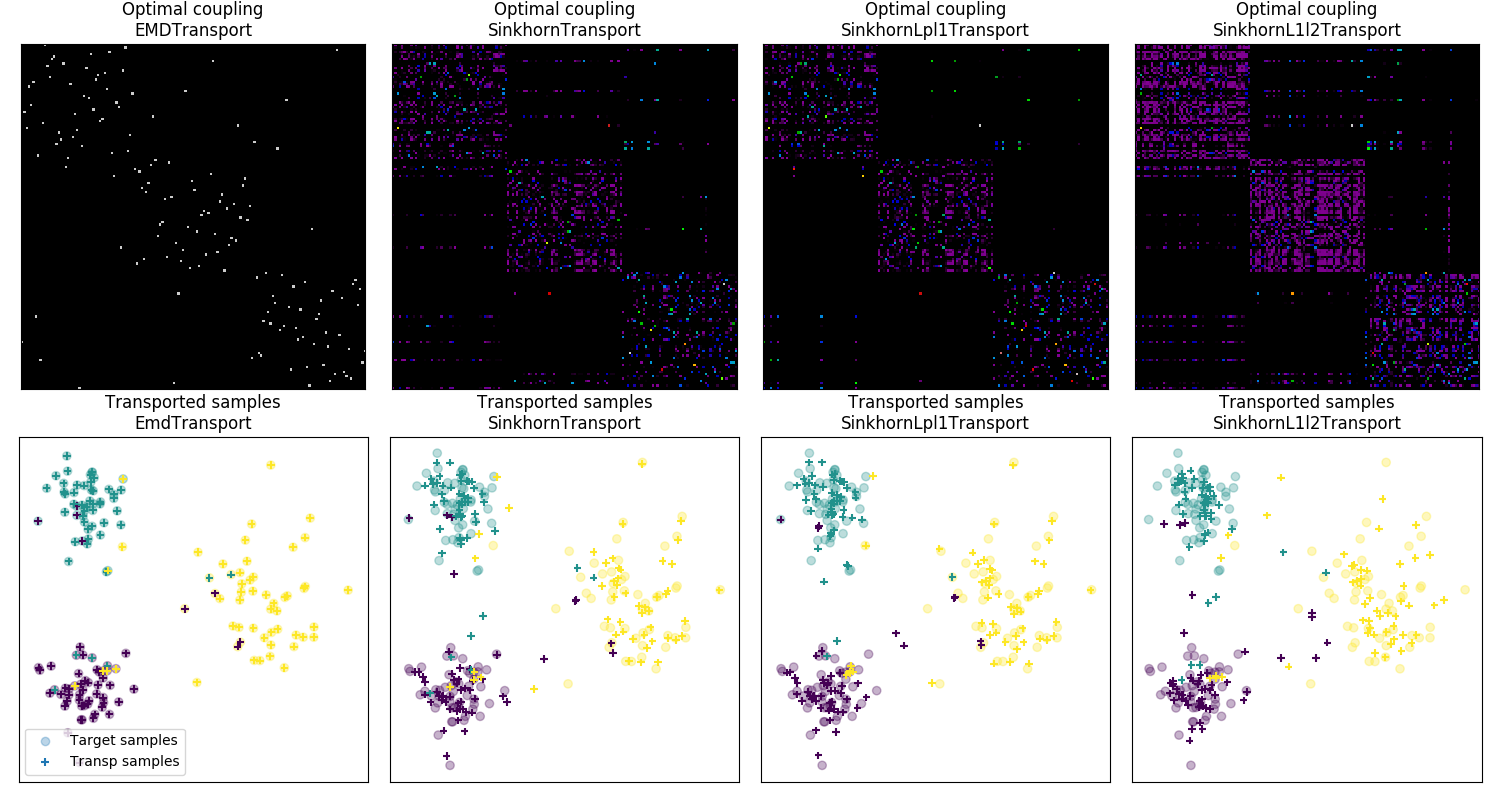 Optimal coupling
EMDTransport
Optimal coupling
SinkhornTransport
Optimal coupling
SinkhornLpl1Transport
Optimal coupling
SinkhornL1l2Transport
Transported samples
EmdTransport
Transported samples
SinkhornTransport
Transported samples
SinkhornLpl1Transport
Transported samples
SinkhornL1l2Transport
Target samples
Transp samples